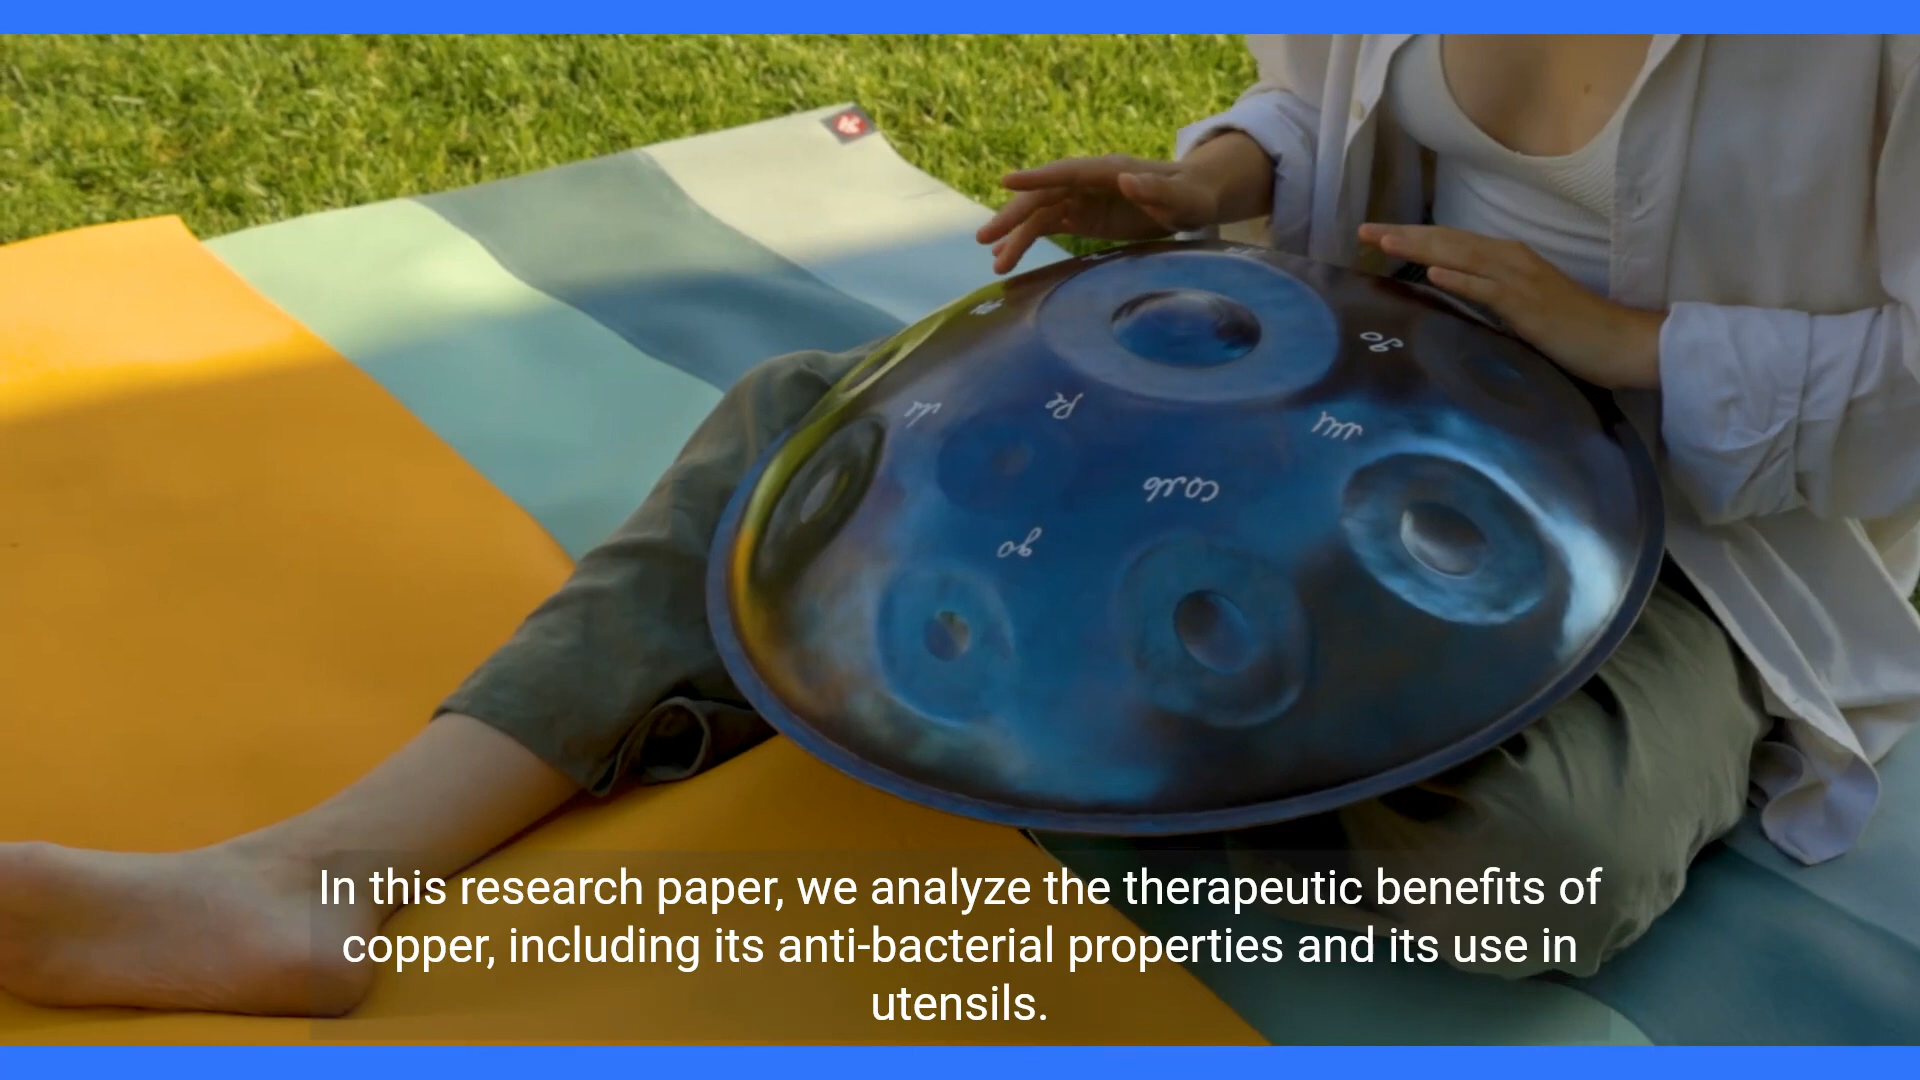 In this research paper, we analyze the therapeutic benefits of
copper, including its anti-bacterial properties and its use in
utensils.